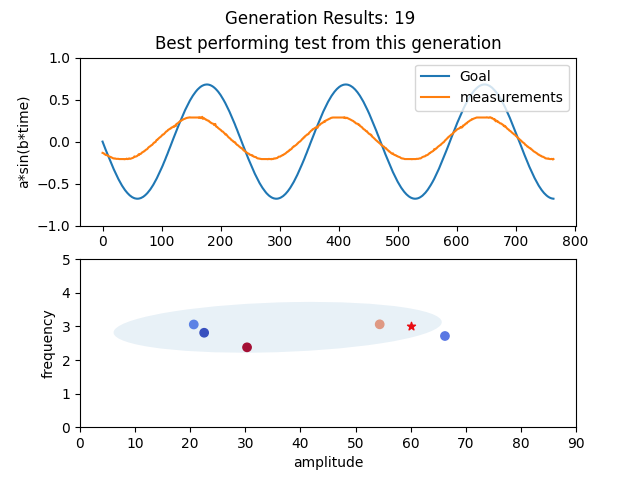 Generation Results: 19
Best performing test from this generation
Goal
measurements
a*sin(b*time)
1.0
0.5
0.0
−0.5
−1.0
0 100 200 300 400 500 600 700 800
frequency
5
4
3
2
1
0
0 10 20 30 40 50 60 70 80 90
amplitude